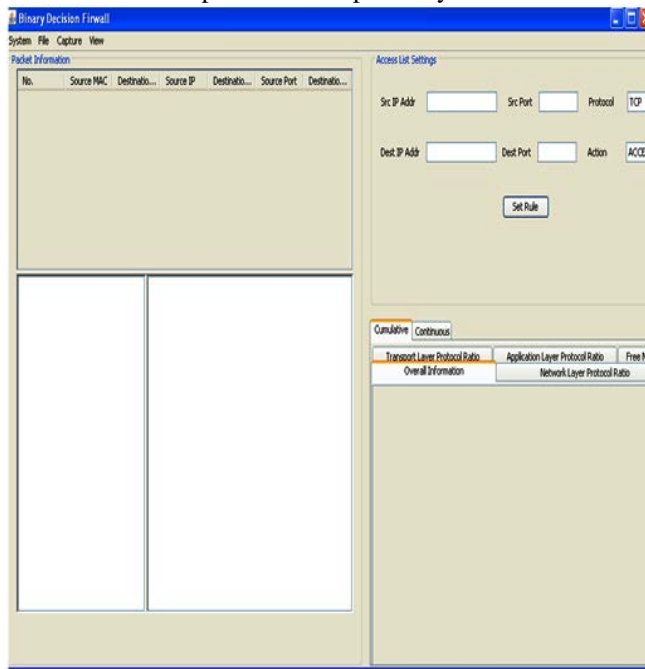 Binary Decision Firwall
System File Capture View
Packet Information
No. Source MAC Destinatio... Source IP Destinatio... Source Port Destinatio...
Access List Settings
Src IP Addr Src Port Protocol TCP
Dest IP Addr Dest Port Action ACCE
Set Rule
Cumulative Continuous
Transport Layer Protocol Ratio Application Layer Protocol Ratio Free
Overall Information Network Layer Protocol Ratio